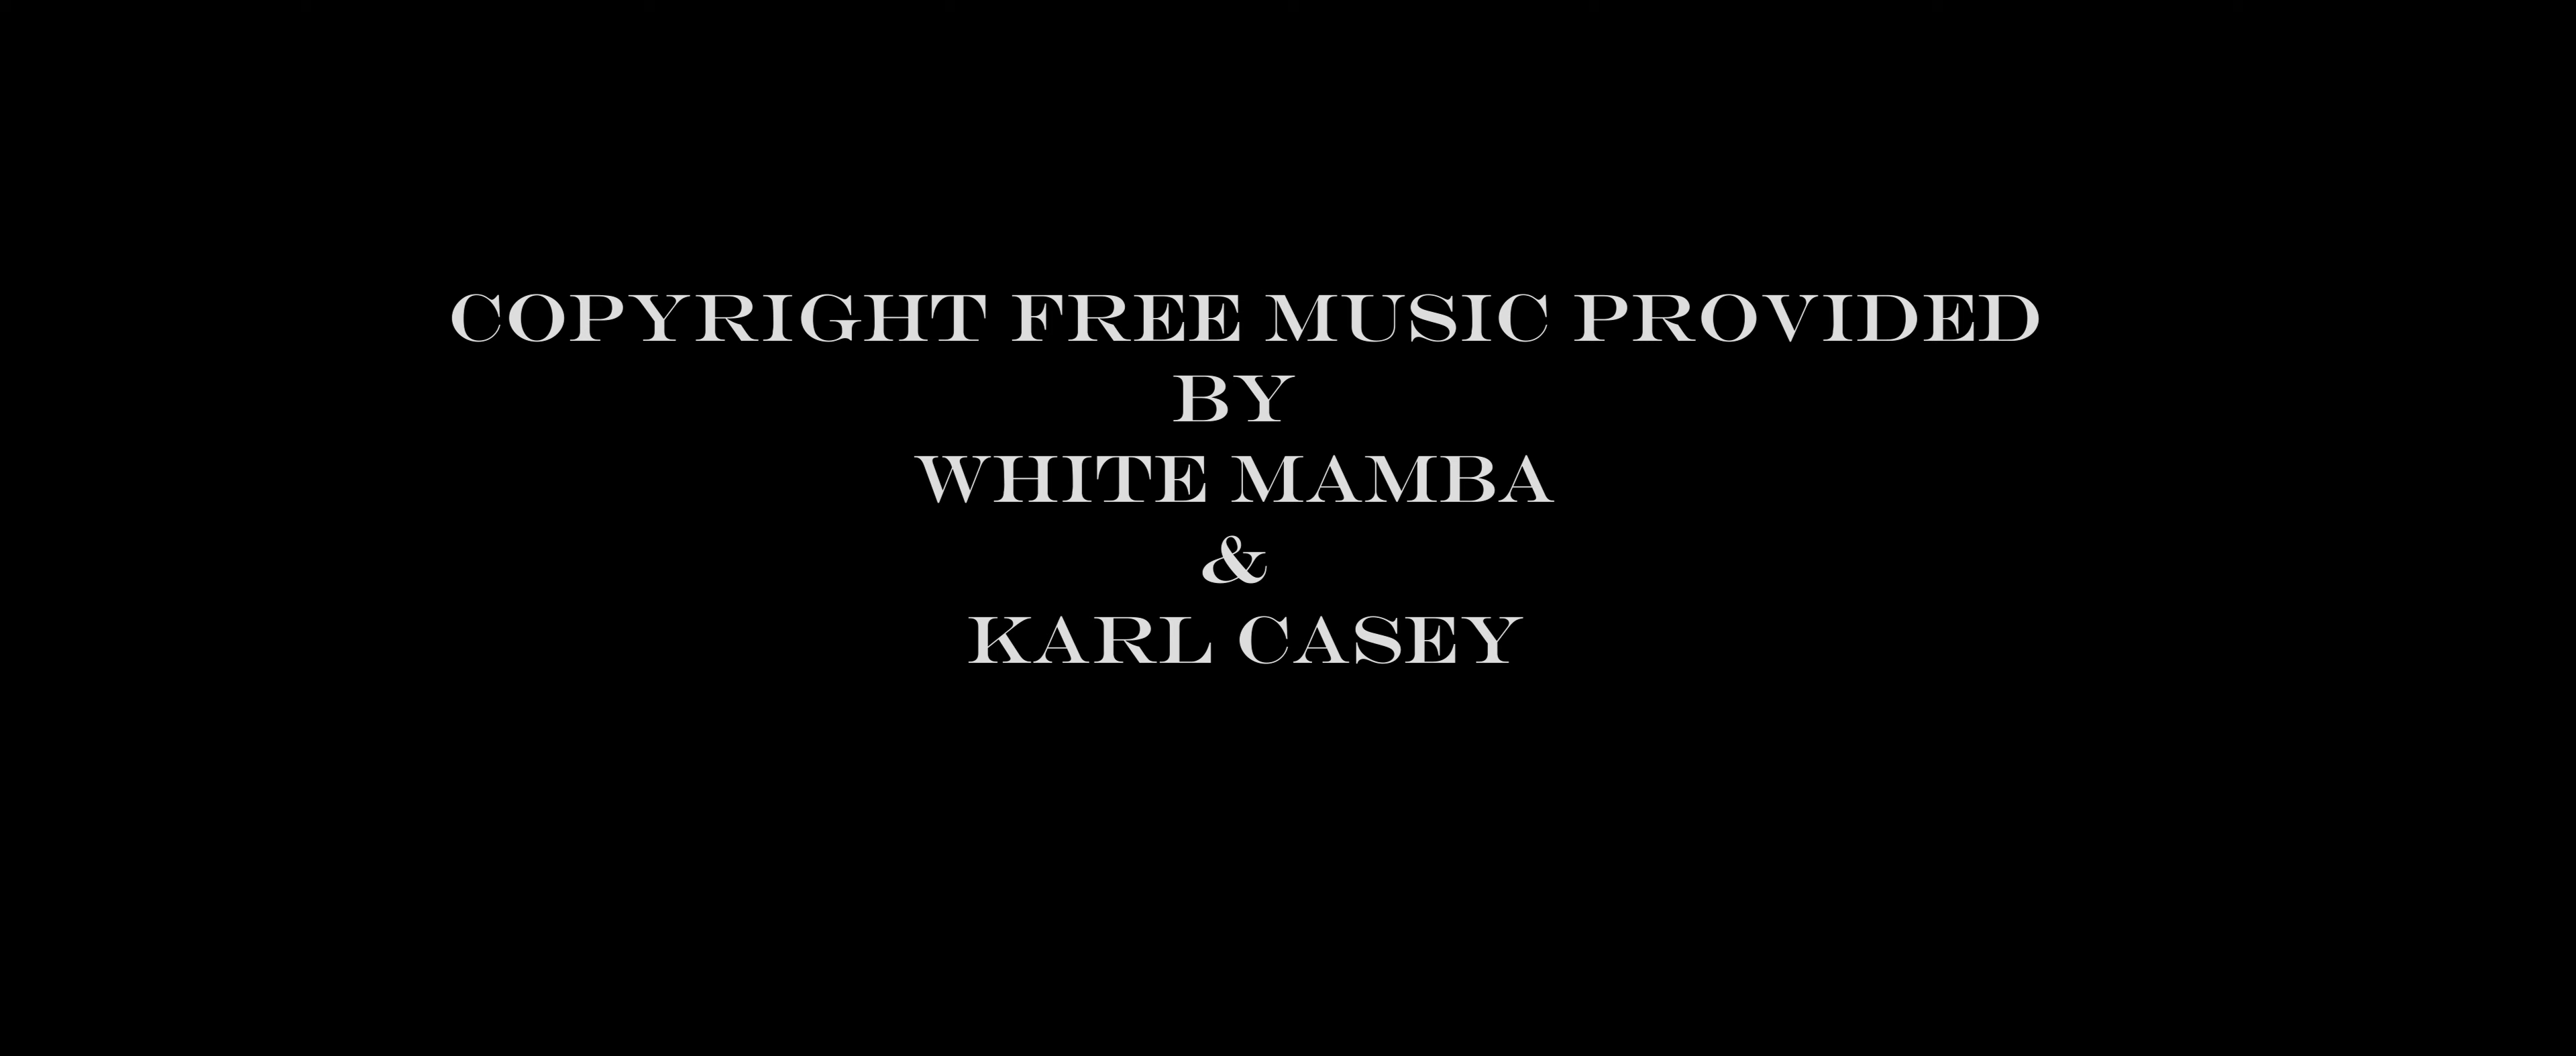 COPYRIGHT FREE MUSIC PROVIDED
BY
WHITE MAMBA
&
KARL CASEY